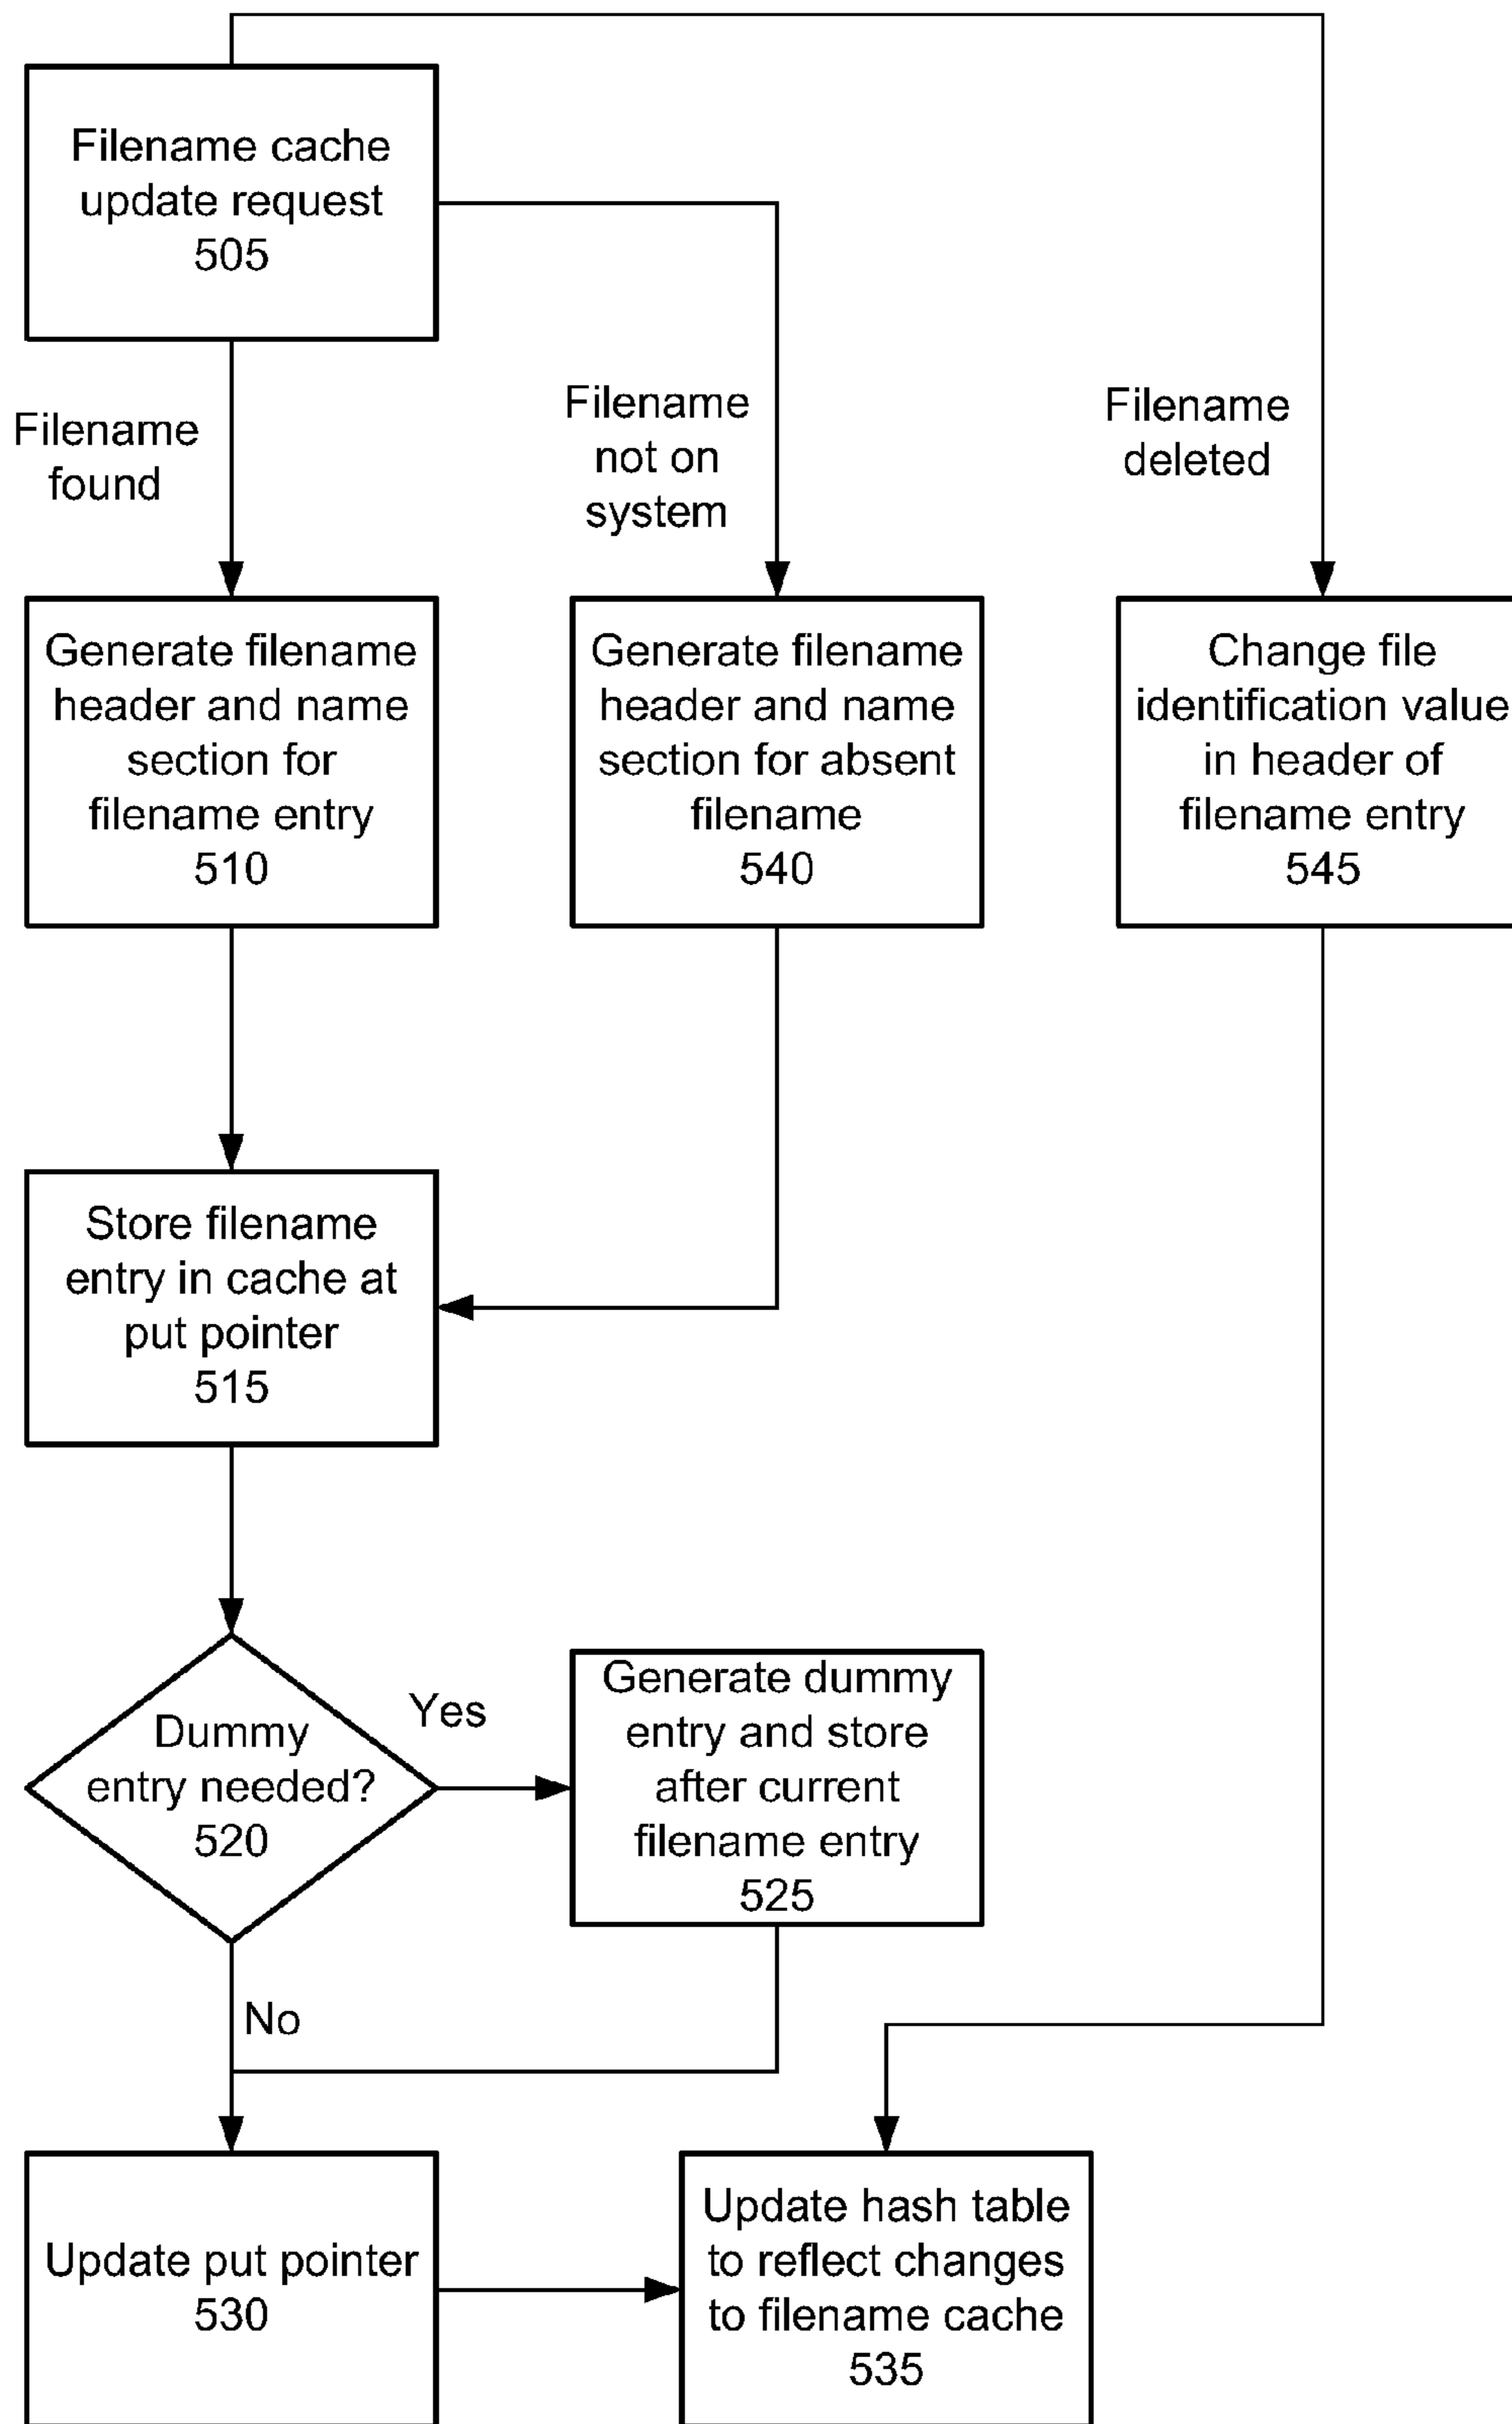 Filename cache
update request
505
Filename
found
Filename
not on
system
Filename
deleted
Generate filename
header and name
section for
filename entry
510
Generate filename
header and name
section for absent
filename
540
Change file
identification value
in header of
filename entry
545
Store filename
entry in cache at
put pointer
515
Dummy
entry needed?
520
Yes
No
Generate dummy
entry and store
after current
filename entry
525
Update put pointer
530
Update hash table
to reflect changes
to filename cache
535